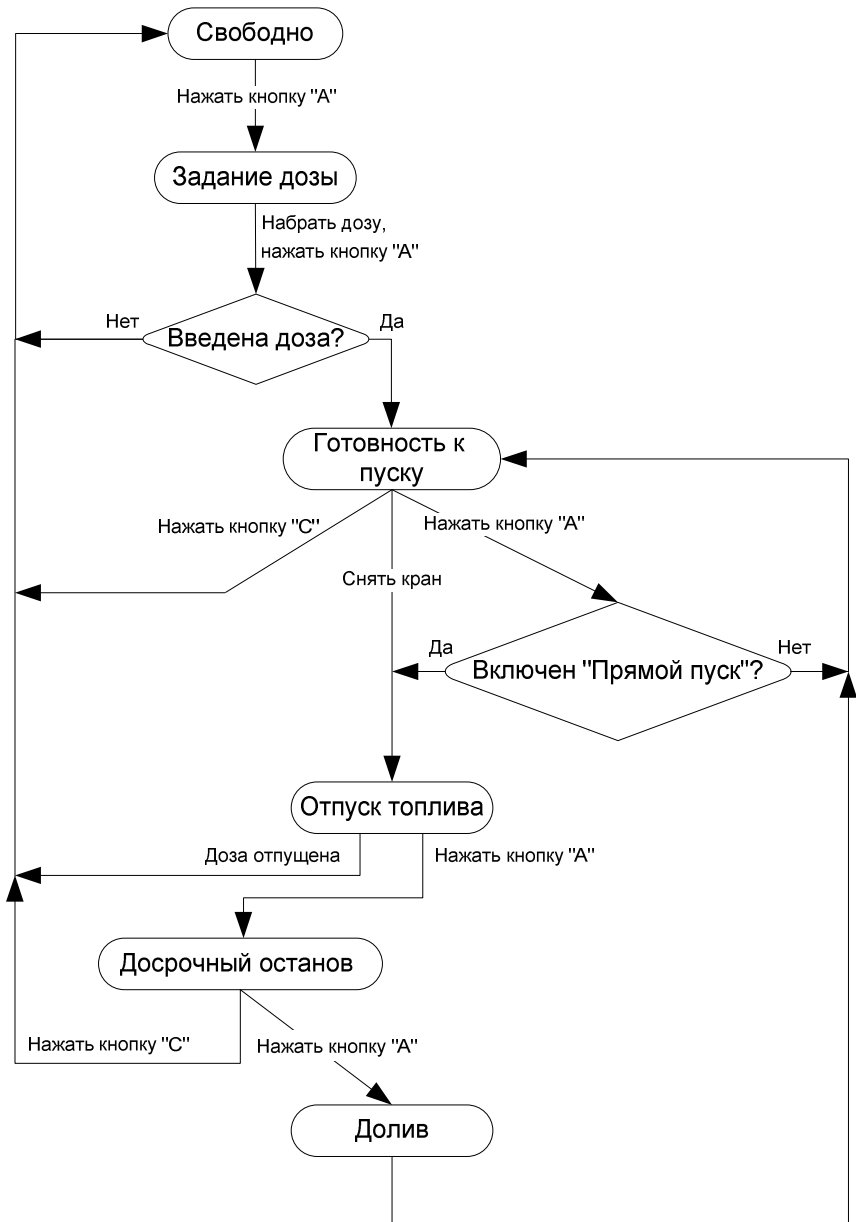 Свободно
Нажать кнопку "А"
Задание дозы
Набрать дозу,
нажать кнопку "А"
Нет
Да
Введена доза?
Готовность к
пуску
Нажать кнопку "С"
Нажать кнопку "А"
Снять кран
Да
Нет
Включен "Прямой пуск"?
Отпуск топлива
Доза отпущена
Нажать кнопку "А"
Досрочный останов
Нажать кнопку "С"
Нажать кнопку "А"
Долив